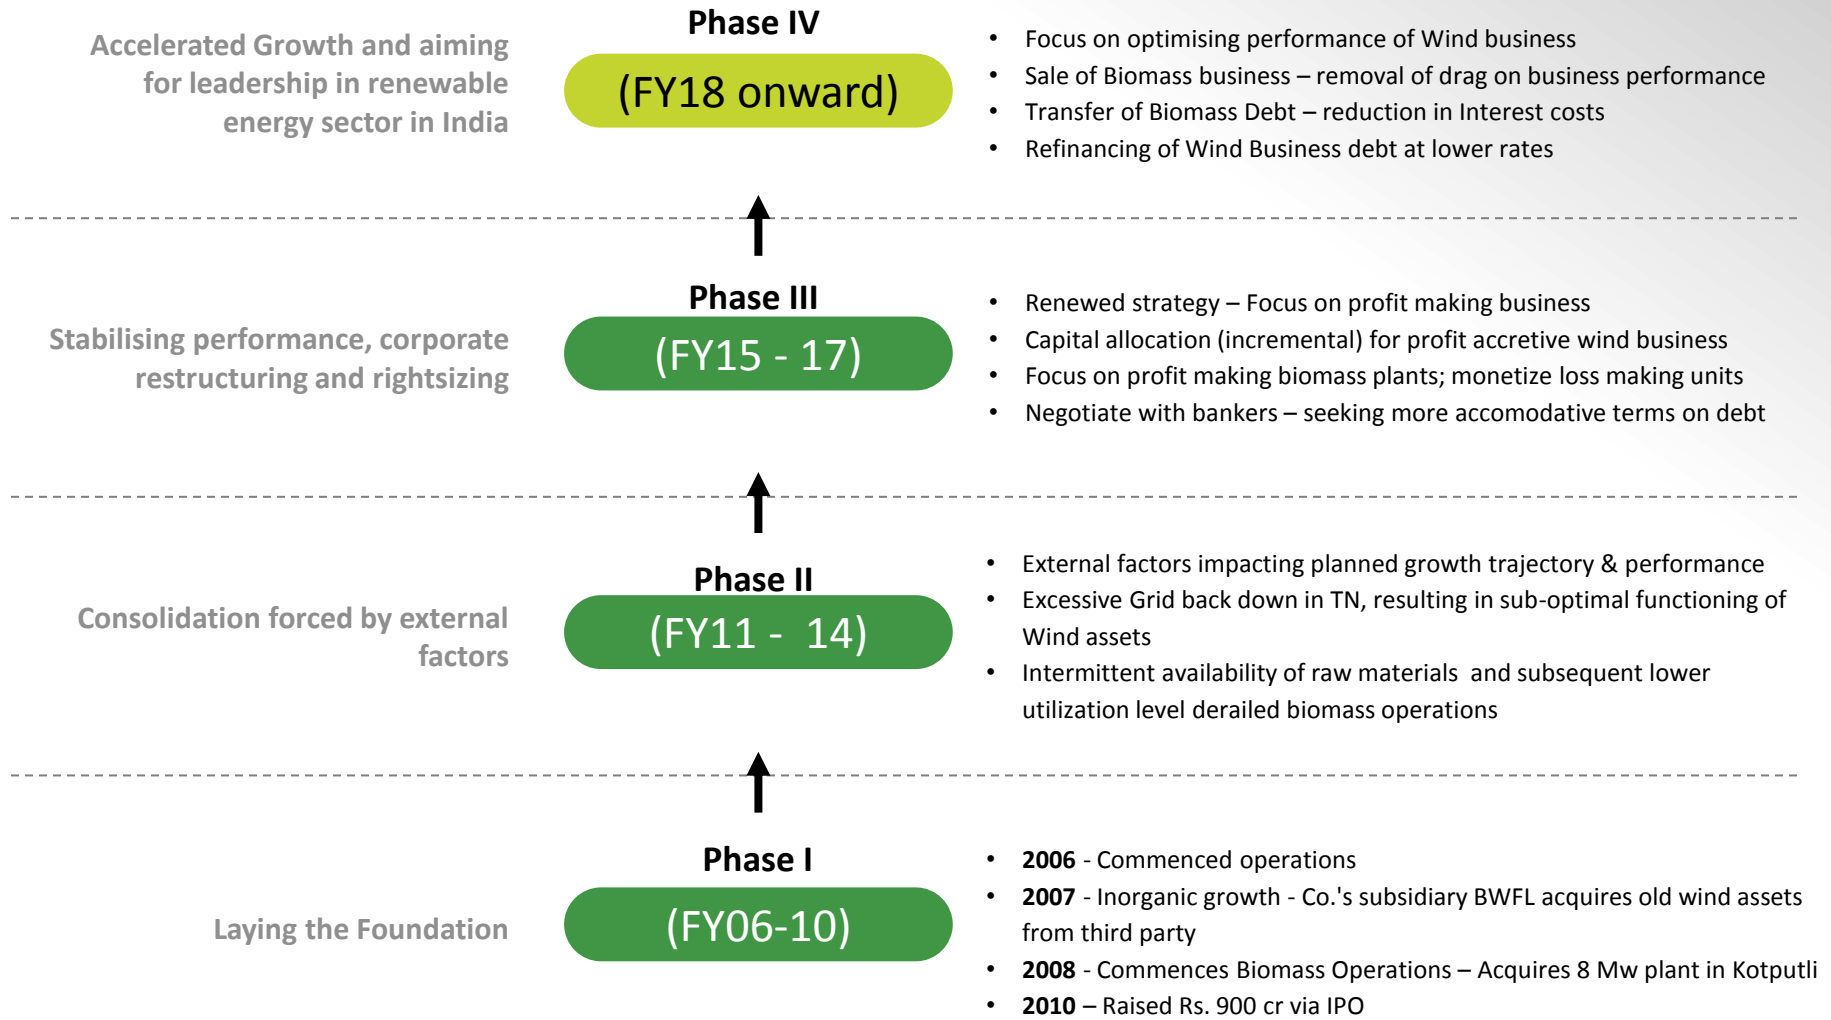 Accelerated Growth and aiming
for leadership in renewable
energy sector in India
Phase IV
(FY18 onward)
• Focus on optimising performance of Wind business
• Sale of Biomass business – removal of drag on business performance
• Transfer of Biomass Debt – reduction in Interest costs
• Refinancing of Wind Business debt at lower rates
Stabilising performance, corporate
restructuring and rightsizing
Phase III
(FY15 - 17)
• Renewed strategy – Focus on profit making business
• Capital allocation (incremental) for profit accretive wind business
• Focus on profit making biomass plants; monetize loss making units
• Negotiate with bankers – seeking more accomodative terms on debt
Consolidation forced by external
factors
Phase II
(FY11 - 14)
• External factors impacting planned growth trajectory & performance
• Excessive Grid back down in TN, resulting in sub-optimal functioning of
Wind assets
• Intermittent availability of raw materials and subsequent lower
utilization level derailed biomass operations
Laying the Foundation
Phase I
(FY06-10)
• 2006 - Commenced operations
• 2007 - Inorganic growth - Co.'s subsidiary BWFL acquires old wind assets
from third party
• 2008 - Commences Biomass Operations – Acquires 8 Mw plant in Kotputli
• 2010 – Raised Rs. 900 cr via IPO